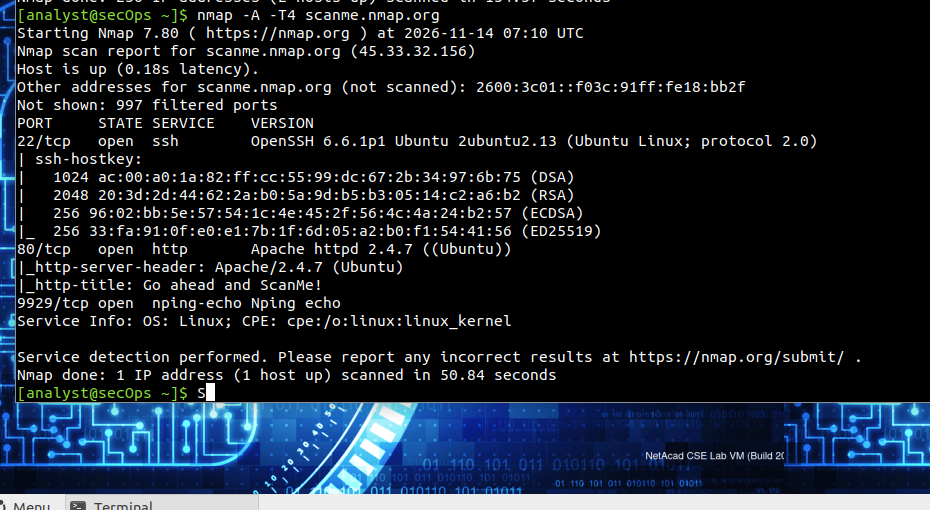 [analyst@secOps ~]$ nmap -A -T4 scanme.nmap.org
Starting Nmap 7.80 ( https://nmap.org ) at 2026-11-14 07:10 UTC
Nmap scan report for scanme.nmap.org (45.33.32.156)
Host is up (0.18s latency).
Other addresses for scanme.nmap.org (not scanned): 2600:3c01::f03c:91ff:fe18:bb2f
Not shown: 997 filtered ports
PORT     STATE SERVICE    VERSION
22/tcp   open  ssh        OpenSSH 6.6.1p1 Ubuntu 2ubuntu2.13 (Ubuntu Linux; protocol 2.0)
| ssh-hostkey:
|   1024 ac:00:a0:1a:82:ff:cc:55:99:dc:67:2b:34:97:6b:75 (DSA)
|   2048 20:3d:2d:44:62:2a:b0:5a:9d:b5:b3:05:14:c2:a6:b2 (RSA)
|   256 96:02:bb:5e:57:54:1c:4e:45:2f:56:4c:4a:24:b2:57 (ECDSA)
|_  256 33:fa:91:0f:e0:e1:7b:1f:6d:05:a2:b0:f1:54:41:56 (ED25519)
80/tcp   open  http       Apache httpd 2.4.7 ((Ubuntu))
|_http-server-header: Apache/2.4.7 (Ubuntu)
|_http-title: Go ahead and ScanMe!
9929/tcp open  nping-echo Nping echo
Service Info: OS: Linux; CPE: cpe:/o:linux:linux_kernel
Service detection performed. Please report any incorrect results at https://nmap.org/submit/ .
Nmap done: 1 IP address (1 host up) scanned in 50.84 seconds
[analyst@secOps ~]$ S
NetAcad CSE Lab VM (Build 20
Menu
Terminal